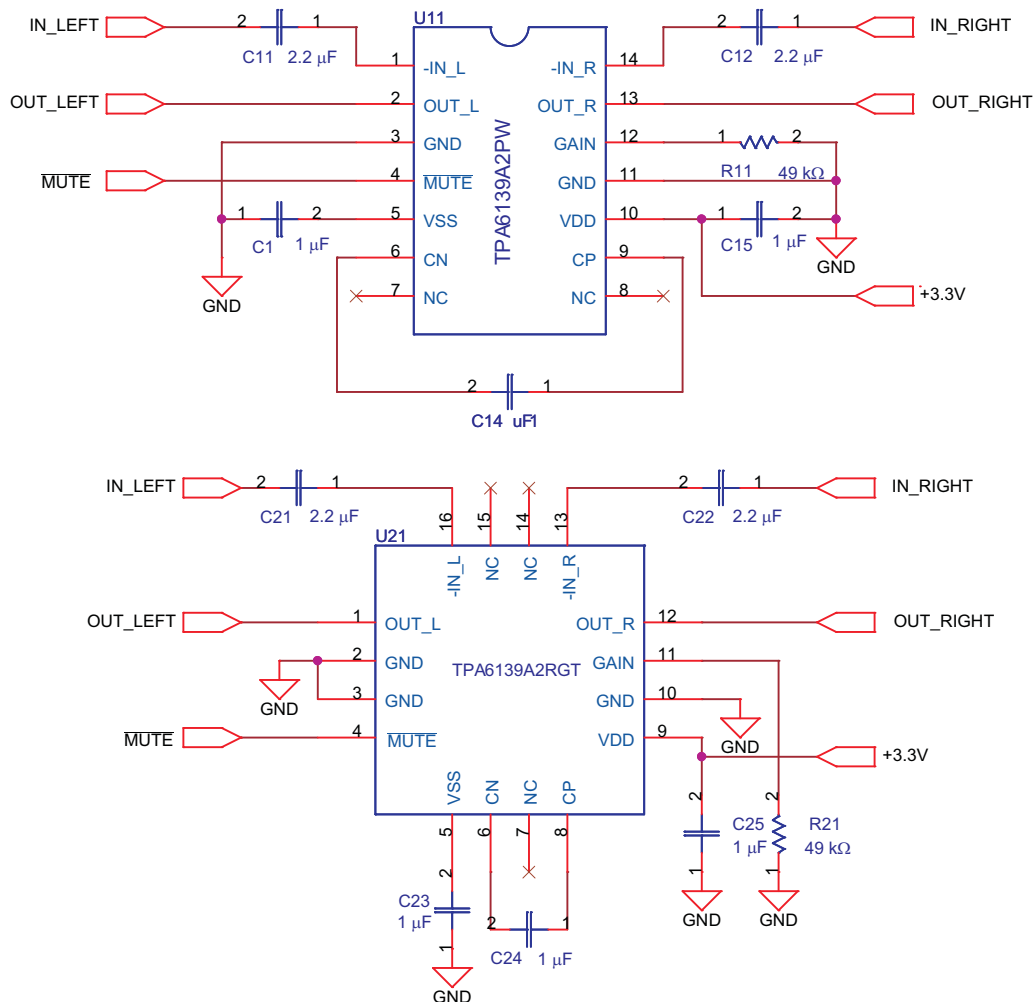 IN_LEFT 2 1 U11 2 1 IN_RIGHT
C11 2.2 μF 1 -IN_L -IN_R 14 C12 2.2 μF
OUT_LEFT 2 OUT_L OUT_R 13 OUT_RIGHT
3 GND GAIN 12 1 2
R11 49 kΩ
MUTE 4 MUTE GND 11
1 2 5 VSS VDD 10 1 2
C1 1 μF C15 1 μF
TPA6139A2PW
6 CN CP 9
GND
GND
7 NC NC 8
+3.3V
2 1
C14 uF1
IN_LEFT 2 1 2 1 IN_RIGHT
C21 2.2 μF 16 15 14 13 C22 2.2 μF
U21
-IN_L NC NC -IN_R
OUT_LEFT 1 OUT_L OUT_R 12 OUT_RIGHT
2 GND GAIN 11
TPA6139A2RGT
3 GND GND 10
GND
MUTE 4 MUTE VDD 9
GND
+3.3V
VSS CN NC CP
2 2
5 6 7 8
C25 R21
1 μF 49 kΩ
2 1 1
C23 2 1
1 μF GND GND
1 C24 1 μF
GND